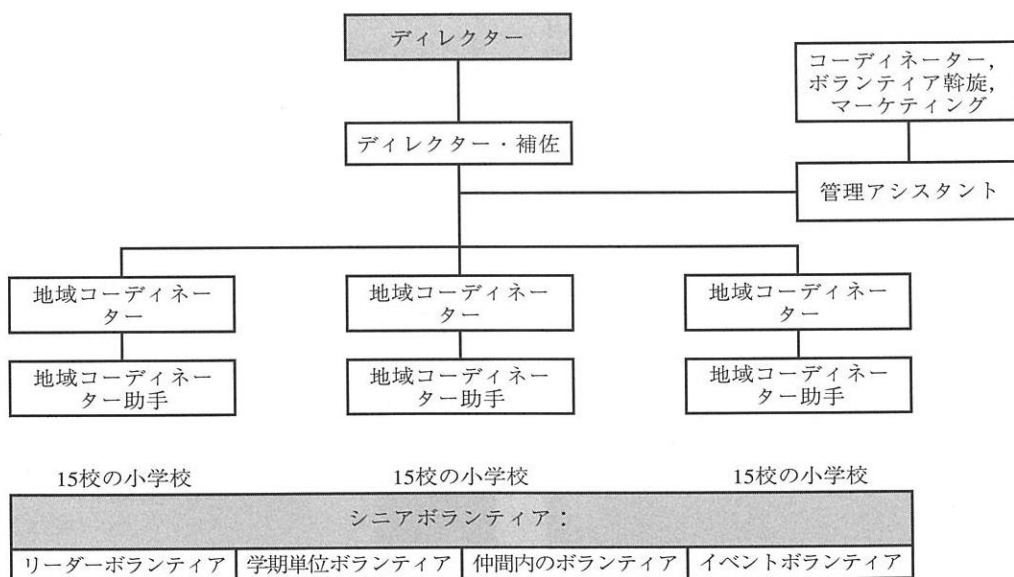 ディレクター
コーディネーター,
ボランティア斡旋,
マーケティング
ディレクター・補佐
管理アシスタント
地域コーディネー
ター
地域コーディネー
ター
地域コーディネー
ター
地域コーディネー
ター助手
地域コーディネー
ター助手
地域コーディネー
ター助手
15校の小学校
15校の小学校
15校の小学校
シニアボランティア：
リーダーボランティア
学期単位ボランティア
仲間内のボランティア
イベントボランティア